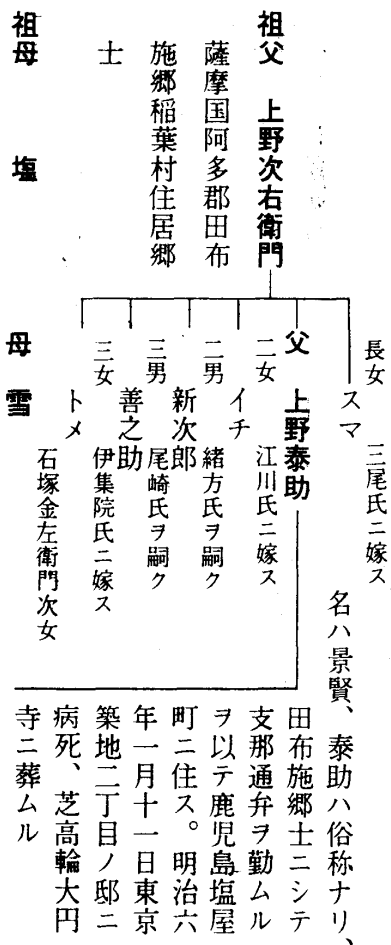 祖父　上野次右衛門
薩摩国阿多郡田布
施郷稲葉村住居郷
士
祖母　塩
長女
スマ
三尾氏ニ嫁ス
父　上野泰助
名ハ景賢、泰助ハ俗称ナリ、
田布施郷士ニシテ
支那通弁ヲ勤ムル
ヲ以テ鹿児島塩屋
町ニ住ス。明治六
年一月十一日東京
築地二丁目ノ邸ニ
病死、芝高輪大円
寺ニ葬ムル
二女
イチ
江川氏ニ嫁ス
二男
新次郎
緒方氏ヲ嗣ク
三男
善之助
尾崎氏ヲ嗣ク
三女
トメ
伊集院氏ニ嫁ス
母　雪
石塚金左衛門次女